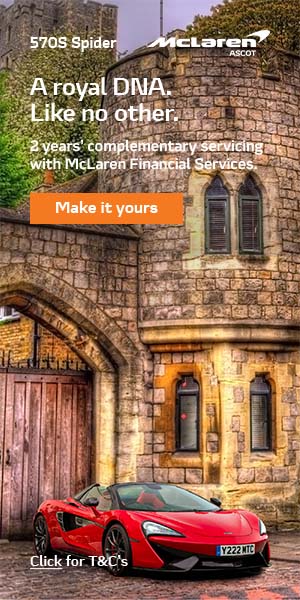 570S Spider
McLaren
ASCOT
A royal DNA.
Like no other.
2 years' complementary servicing
with McLaren Financial Services.
Make it yours
Y222 MTC
Click for T&C's